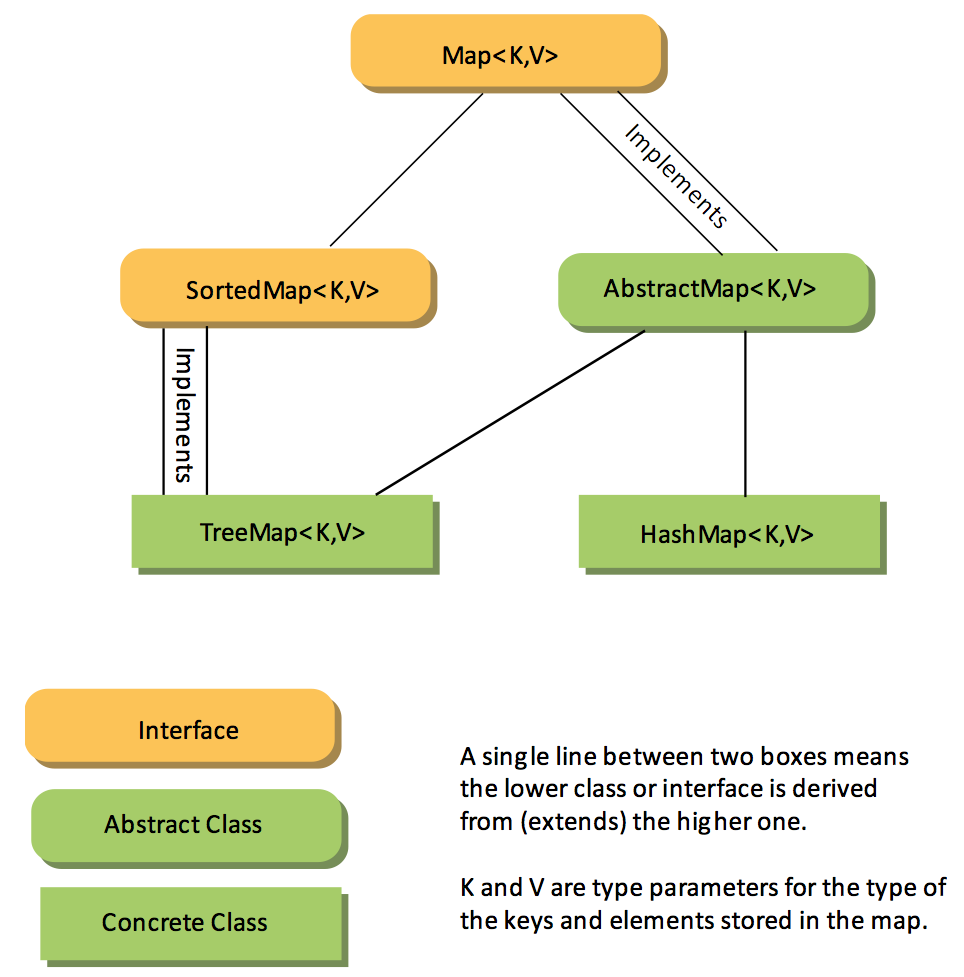 Map<K,V>
Implements
SortedMap<K,V>
AbstractMap<K,V>
Implements
TreeMap<K,V>
HashMap<K,V>
Interface
Abstract Class
Concrete Class
A single line between two boxes means
the lower class or interface is derived
from (extends) the higher one.
K and V are type parameters for the type of
the keys and elements stored in the map.